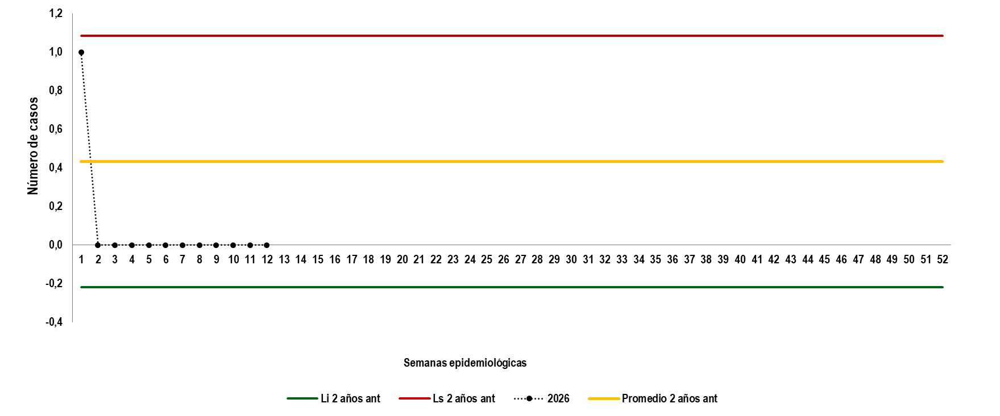 1,2
1,0
0,8
0,6
0,4
0,2
0,0
-0,2
-0,4
Número de casos
1 2 3 4 5 6 7 8 9 10 11 12 13 14 15 16 17 18 19 20 21 22 23 24 25 26 27 28 29 30 31 32 33 34 35 36 37 38 39 40 41 42 43 44 45 46 47 48 49 50 51 52
Semanas epidemiológicas
Li 2 años ant Ls 2 años ant 2026 Promedio 2 años ant